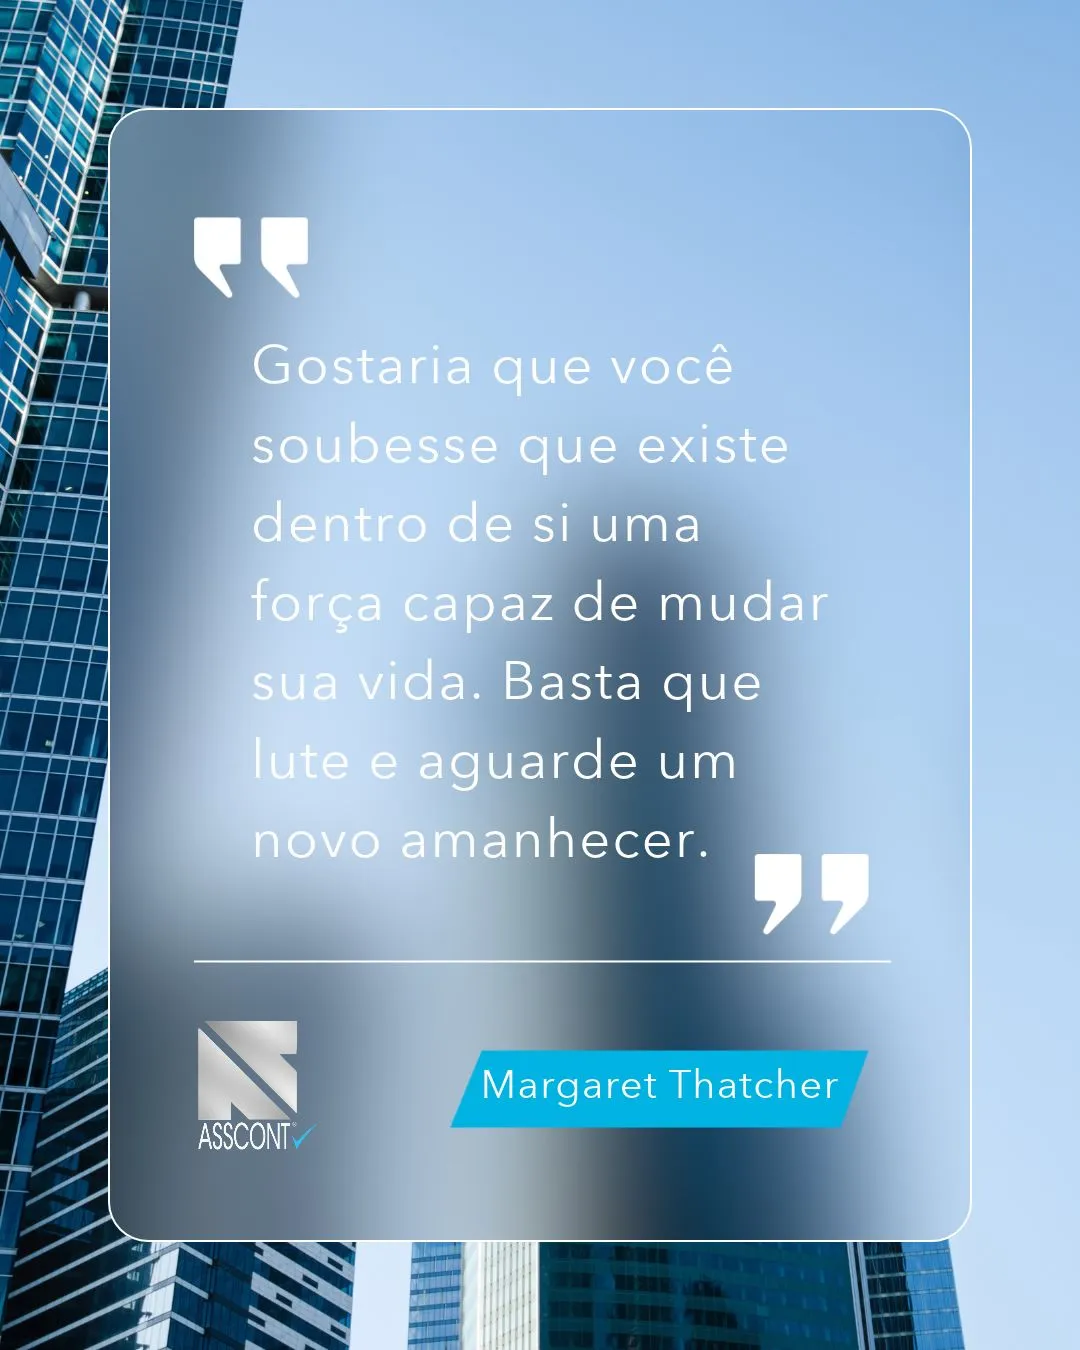 Gostaria que você
soubesse que existe
dentro de si uma
força capaz de mudar
sua vida. Basta que
lute e aguarde um
novo amanhecer.
ASSCONT®
Margaret Thatcher